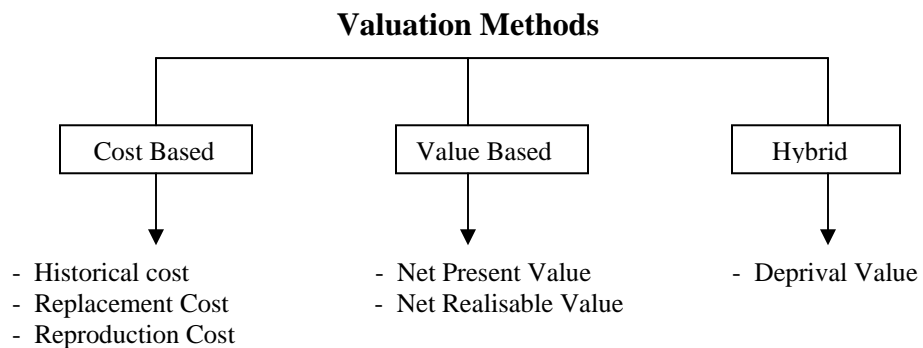 Valuation Methods
Cost Based
Value Based
Hybrid
- Historical cost
- Replacement Cost
- Reproduction Cost
- Net Present Value
- Net Realisable Value
- Deprival Value